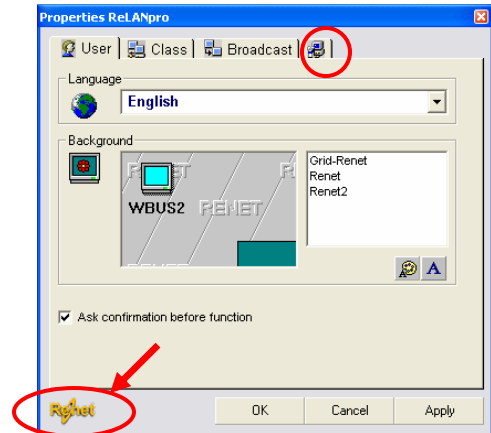 Properties ReLANpro
User
Class
Broadcast
Language
English
Background
RENET
WBUS2
Grid-Renet
Renet
Renet2
A
Ask confirmation before function
Renet
OK
Cancel
Apply